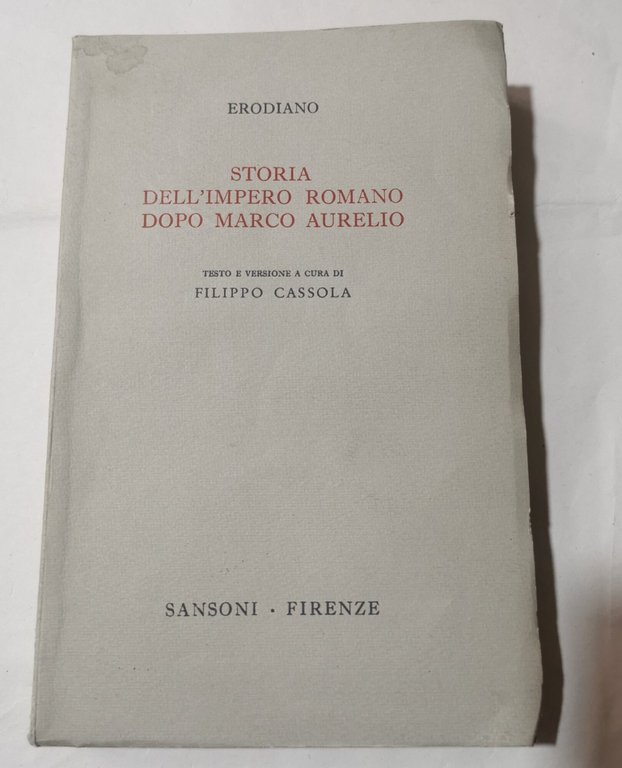 ERODIANO
STORIA
DELL'IMPERO ROMANO
DOPO MARCO AURELIO
TESTO E VERSIONE A CURA DI
FILIPPO CASSOLA
SANSONI · FIRENZE